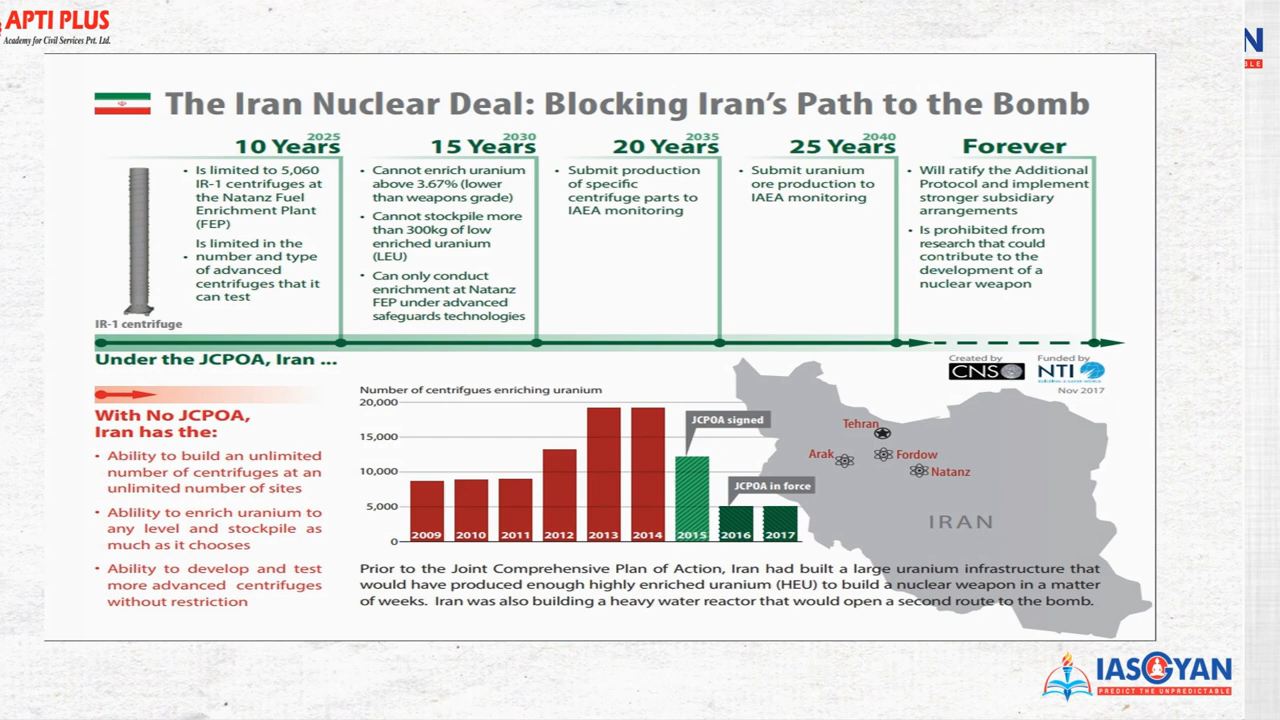 APTI PLUS
Academy for Civil Services Pvt. Ltd.
N
BLE
The Iran Nuclear Deal: Blocking Iran's Path to the Bomb
2025
10 Years
• Is limited to 5,060
IR-1 centrifuges at
the Natanz Fuel
Enrichment Plant
(FEP)
Is limited in the
• number and type
of advanced
centrifuges that it
can test
IR-1 centrifuge
2030
15 Years
• Cannot enrich uranium
above 3.67% (lower
than weapons grade)
• Cannot stockpile more
than 300kg of low
enriched uranium
(LEU)
• Can only conduct
enrichment at Natanz
FEP under advanced
safeguards technologies
2035
20 Years
• Submit production
of specific
centrifuge parts to
IAEA monitoring
2040
25 Years
• Submit uranium
ore production to
IAEA monitoring
Forever
• Will ratify the Additional
Protocol and implement
stronger subsidiary
arrangements
• Is prohibited from
research that could
contribute to the
development of a
nuclear weapon
Under the JCPOA, Iran ...
Created by
CNS
Funded by
NTI
Nov 2017
With No JCPOA,
Iran has the:
• Ability to build an unlimited
number of centrifuges at an
unlimited number of sites
• Ablility to enrich uranium to
any level and stockpile as
much as it chooses
• Ability to develop and test
more advanced centrifuges
without restriction
Number of centrifgues enriching uranium
20,000
15,000
10,000
5,000
0
JCPOA signed
JCPOA in force
2009 2010 2011 2012 2013 2014 2015 2016 2017
Tehran
Arak
Fordow
Natanz
IRAN
Prior to the Joint Comprehensive Plan of Action, Iran had built a large uranium infrastructure that
would have produced enough highly enriched uranium (HEU) to build a nuclear weapon in a matter
of weeks. Iran was also building a heavy water reactor that would open a second route to the bomb.
IASGYAN
PREDICT THE UNPREDICTABLE